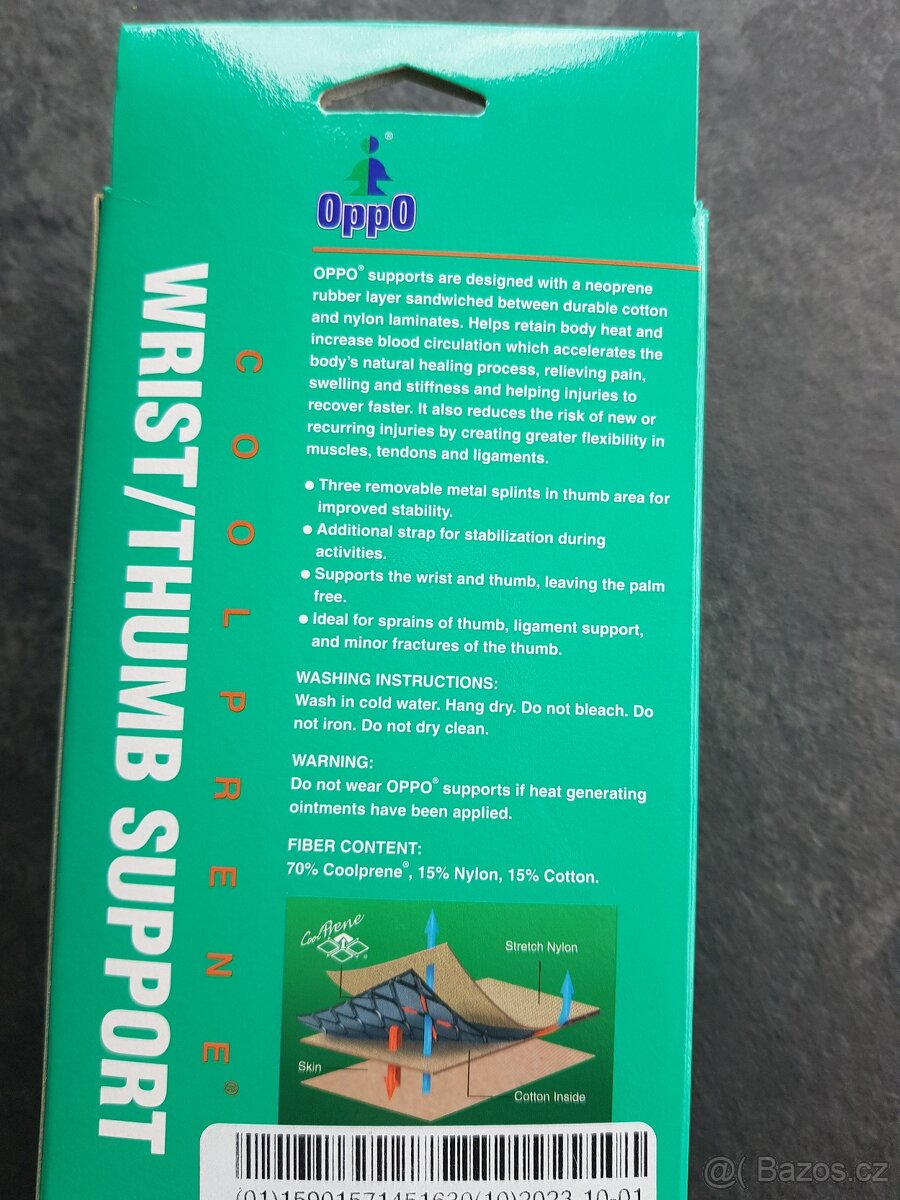 ®
OppO
OPPO® supports are designed with a neoprene
rubber layer sandwiched between durable cotton
and nylon laminates. Helps retain body heat and
increase blood circulation which accelerates the
body's natural healing process, relieving pain,
swelling and stiffness and helping injuries to
recover faster. It also reduces the risk of new or
recurring injuries by creating greater flexibility in
muscles, tendons and ligaments.
● Three removable metal splints in thumb area for
improved stability.
● Additional strap for stabilization during
activities.
● Supports the wrist and thumb, leaving the palm
free.
● Ideal for sprains of thumb, ligament support,
and minor fractures of the thumb.
WASHING INSTRUCTIONS:
Wash in cold water. Hang dry. Do not bleach. Do
not iron. Do not dry clean.
WARNING:
Do not wear OPPO® supports if heat generating
ointments have been applied.
FIBER CONTENT:
70% Coolprene®, 15% Nylon, 15% Cotton.
CoolPrene
Stretch Nylon
Skin
Cotton Inside
WRIST/THUMB SUPPORT
COOLPRENE®
(01)15901571451630(10)2023-10-01
@( Bazos.cz